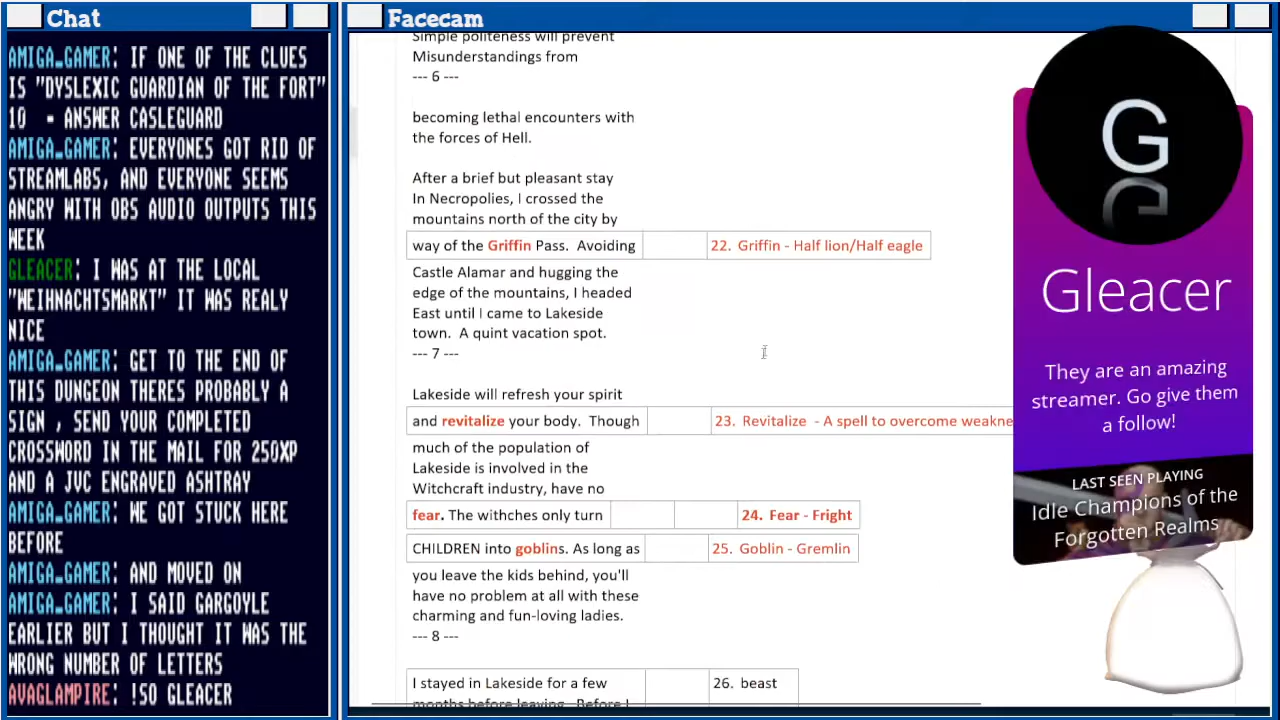 Chat
AMIGA_GAMER: IF ONE OF THE CLUES
IS "DYSLEXIC GUARDIAN OF THE FORT"
10 - ANSWER CASLEGUARD
AMIGA_GAMER: EVERYONES GOT RID OF
STREAMLABS, AND EVERYONE SEEMS
ANGRY WITH OBS AUDIO OUTPUTS THIS
WEEK
GLEACER: I WAS AT THE LOCAL
"WEIHNACHTSMARKT" IT WAS REALY
NICE
AMIGA_GAMER: GET TO THE END OF
THIS DUNGEON THERES PROBABLY A
SIGN , SEND YOUR COMPLETED
CROSSWORD IN THE MAIL FOR 250XP
AND A JVC ENGRAVED ASHTRAY
AMIGA_GAMER: WE GOT STUCK HERE
BEFORE
AMIGA_GAMER: AND MOVED ON
AMIGA_GAMER: I SAID GARGOYLE
EARLIER BUT I THOUGHT IT WAS THE
WRONG NUMBER OF LETTERS
AVAGLAMPIRE: !SO GLEACER
Facecam
Simple politeness will prevent
Misunderstandings from
--- 6 ---
becoming lethal encounters with
the forces of Hell.
After a brief but pleasant stay
In Necropolies, I crossed the
mountains north of the city by
way of the Griffin Pass. Avoiding
22. Griffin - Half lion/Half eagle
Castle Alamar and hugging the
edge of the mountains, I headed
East until I came to Lakeside
town. A quint vacation spot.
--- 7 ---
Lakeside will refresh your spirit
and revitalize your body. Though
23. Revitalize - A spell to overcome weakne
much of the population of
Lakeside is involved in the
Witchcraft industry, have no
fear. The withches only turn
24. Fear - Fright
CHILDREN into goblins. As long as
25. Goblin - Gremlin
you leave the kids behind, you'll
have no problem at all with these
charming and fun-loving ladies.
--- 8 ---
I stayed in Lakeside for a few
26. beast
months before leaving. Before I
G
Gleacer
They are an amazing
streamer. Go give them
a follow!
LAST SEEN PLAYING
Idle Champions of the
Forgotten Realms